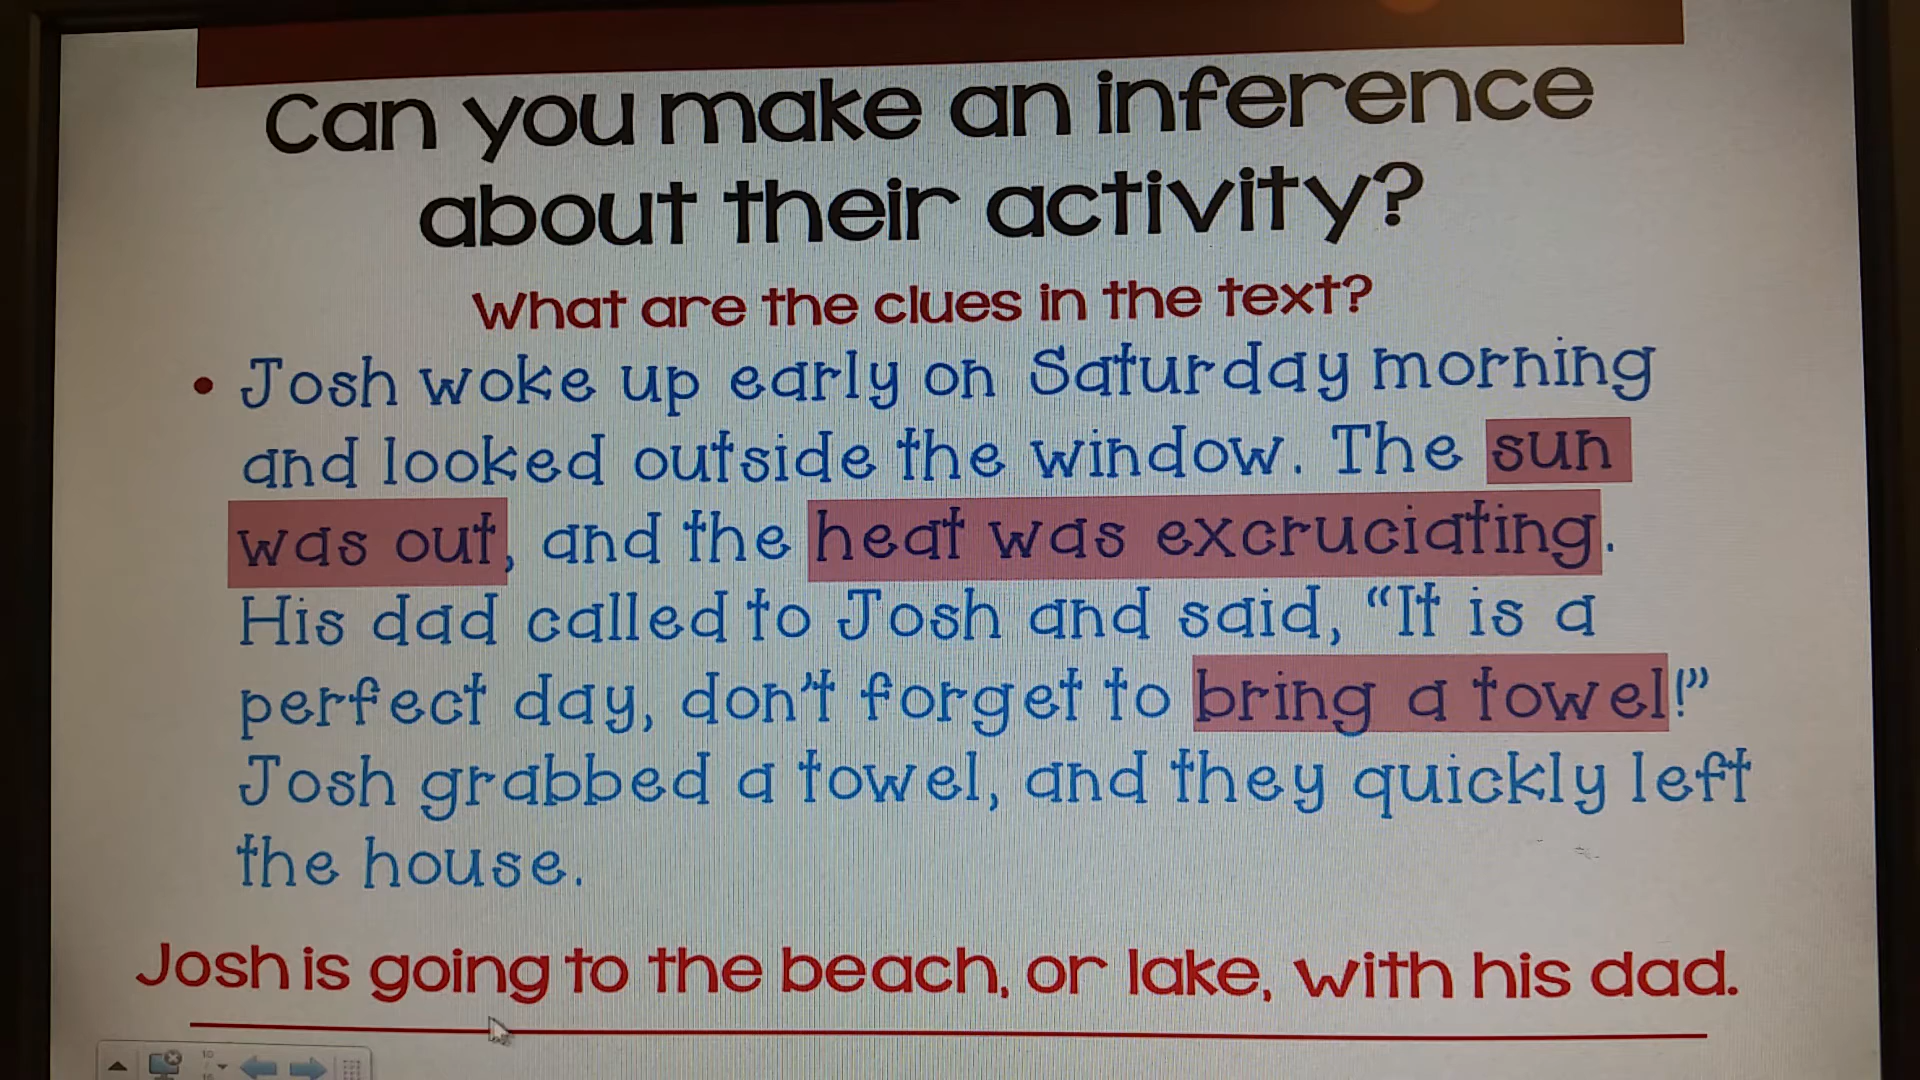 Can you make an inference
about their activity?
What are the clues in the text?
• Josh woke up early on Saturday morning
and looked outside the window. The sun
was out, and the heat was excruciating.
His dad called to Josh and said, “It is a
perfect day, don’t forget to bring a towel!”
Josh grabbed a towel, and they quickly left
the house.
Josh is going to the beach, or lake, with his dad.